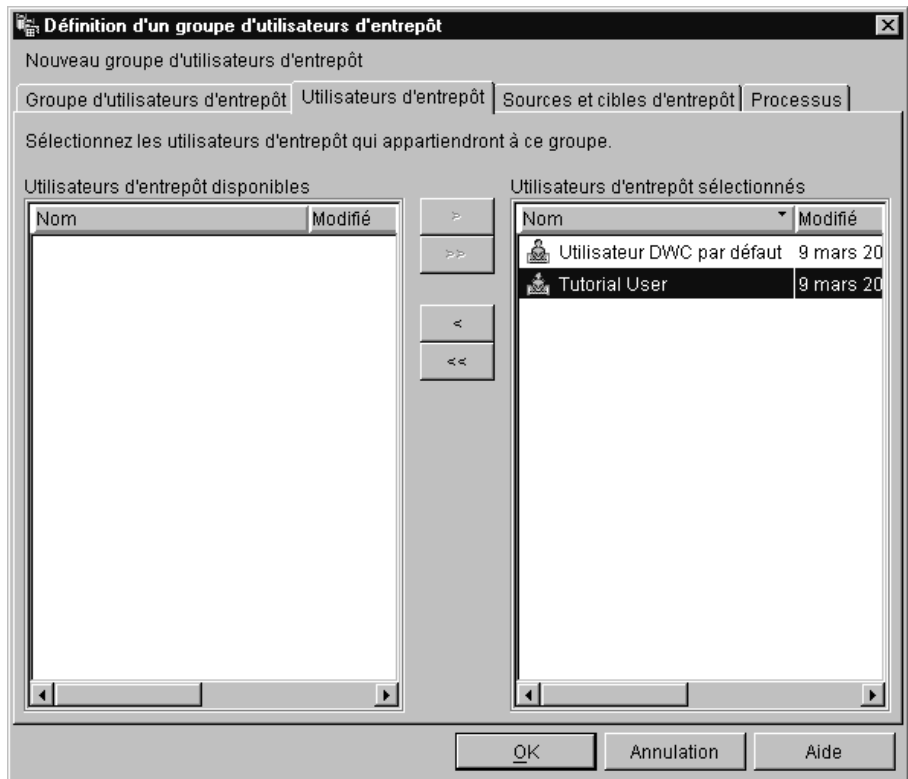 Définition d'un groupe d'utilisateurs d'entrepôt
Nouveau groupe d'utilisateurs d'entrepôt
Groupe d'utilisateurs d'entrepôt Utilisateurs d'entrepôt Sources et cibles d'entrepôt Processus
Sélectionnez les utilisateurs d'entrepôt qui appartiendront à ce groupe.
Utilisateurs d'entrepôt disponibles
Nom Modifié
>
>>
<
<<
Utilisateurs d'entrepôt sélectionnés
Nom Modifié
Utilisateur DWC par défaut 9 mars 20
Tutorial User 9 mars 20
OK Annulation Aide